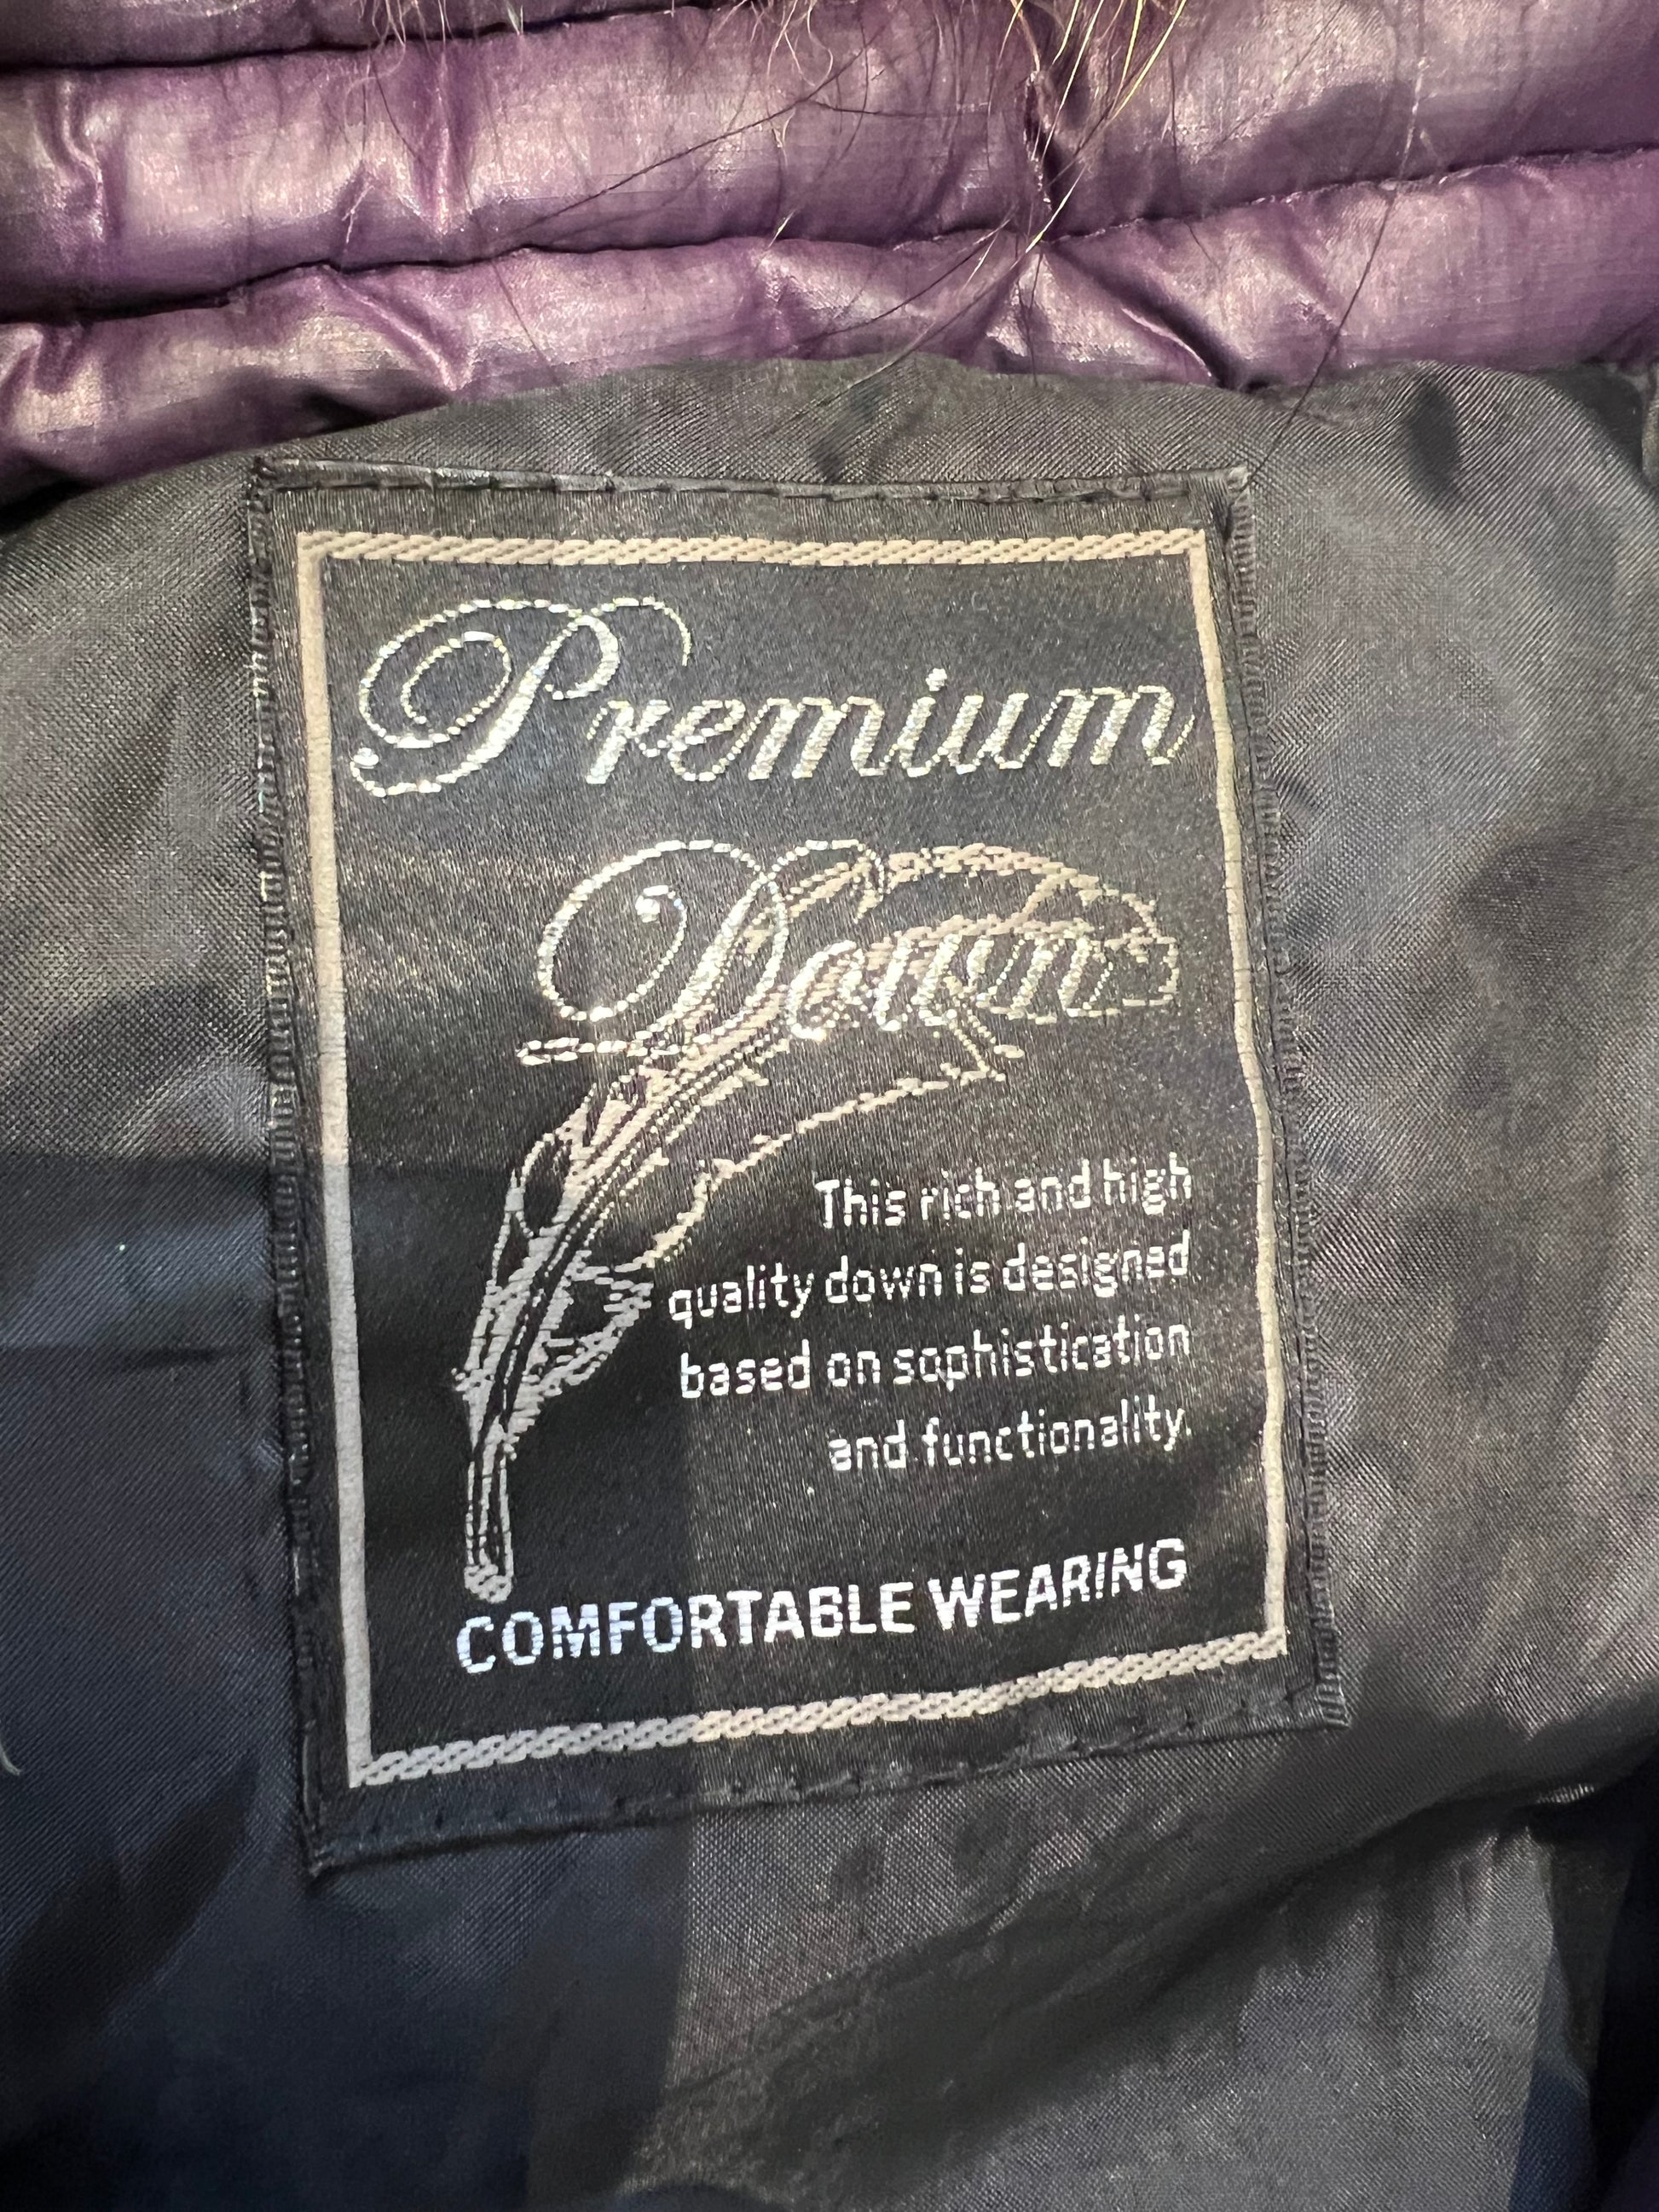 Premium
Down
This rich and high
quality down is designed
based on sophistication
and functionality.
COMFORTABLE WEARING